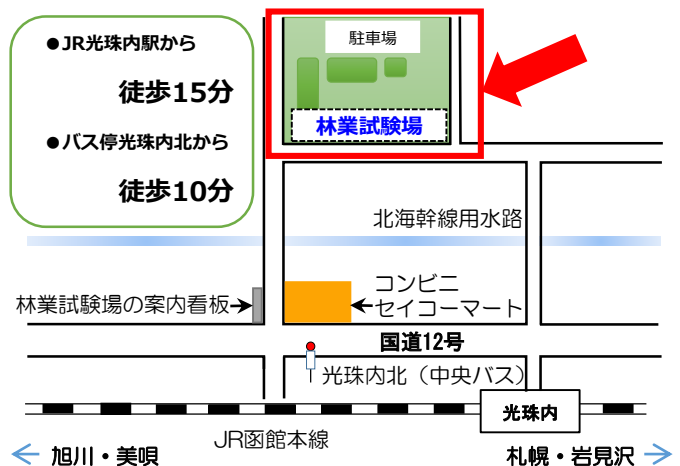 ●JR光珠内駅から
徒歩15分
●バス停光珠内北から
徒歩10分
駐車場
林業試験場
北海幹線用水路
林業試験場の案内看板
コンビニ
セイコーマート
国道12号
光珠内北（中央バス）
光珠内
JR函館本線
旭川・美唄
札幌・岩見沢